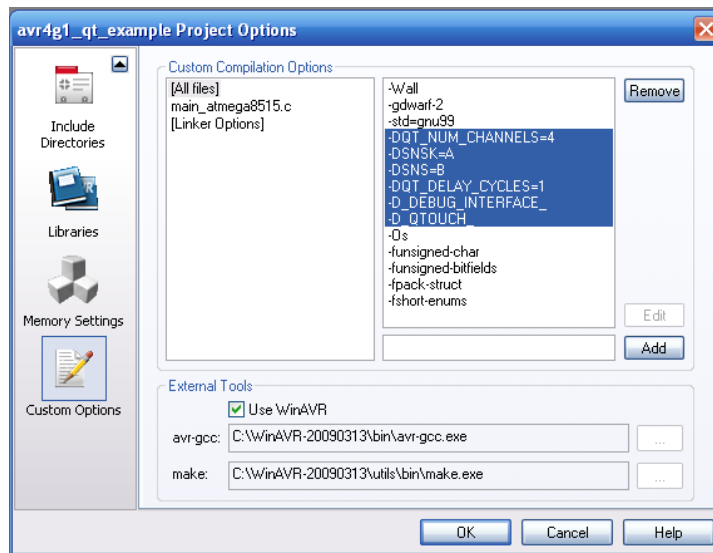 avr4g1_qt_example Project Options
Include
Directories
Libraries
Memory Settings
Custom Options
Custom Compilation Options
[All files]
main_atmega8515.c
[Linker Options]
-Wall
-gdwarf-2
-std=gnu99
-DQT_NUM_CHANNELS=4
-DSNSK=A
-DSNS=B
-DQT_DELAY_CYCLES=1
-D_DEBUG_INTERFACE_
-D_QTOUCH_
-Os
-funsigned-char
-funsigned-bitfields
-fpack-struct
-fshort-enums
Remove
Edit
Add
External Tools
Use WinAVR
avr-gcc: C:\WinAVR-20090313\bin\avr-gcc.exe ...
make: C:\WinAVR-20090313\utils\bin\make.exe ...
OK Cancel Help